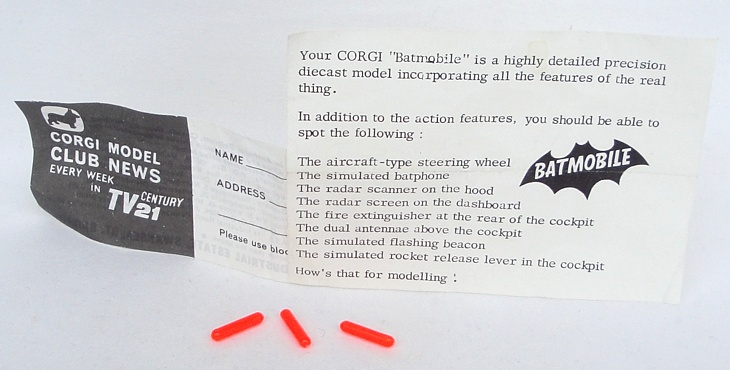 CORGI MODEL
CLUB NEWS
EVERY WEEK
IN
TV CENTURY
21
NAME
ADDRESS
Please use bloc
Your CORGI "Batmobile" is a highly detailed precision
diecast model incorporating all the features of the real
thing.
In addition to the action features, you should be able to
spot the following :
The aircraft-type steering wheel
The simulated batphone
The radar scanner on the hood
The radar screen on the dashboard
The fire extinguisher at the rear of the cockpit
The dual antennae above the cockpit
The simulated flashing beacon
The simulated rocket release lever in the cockpit
How's that for modelling !
BATMOBILE